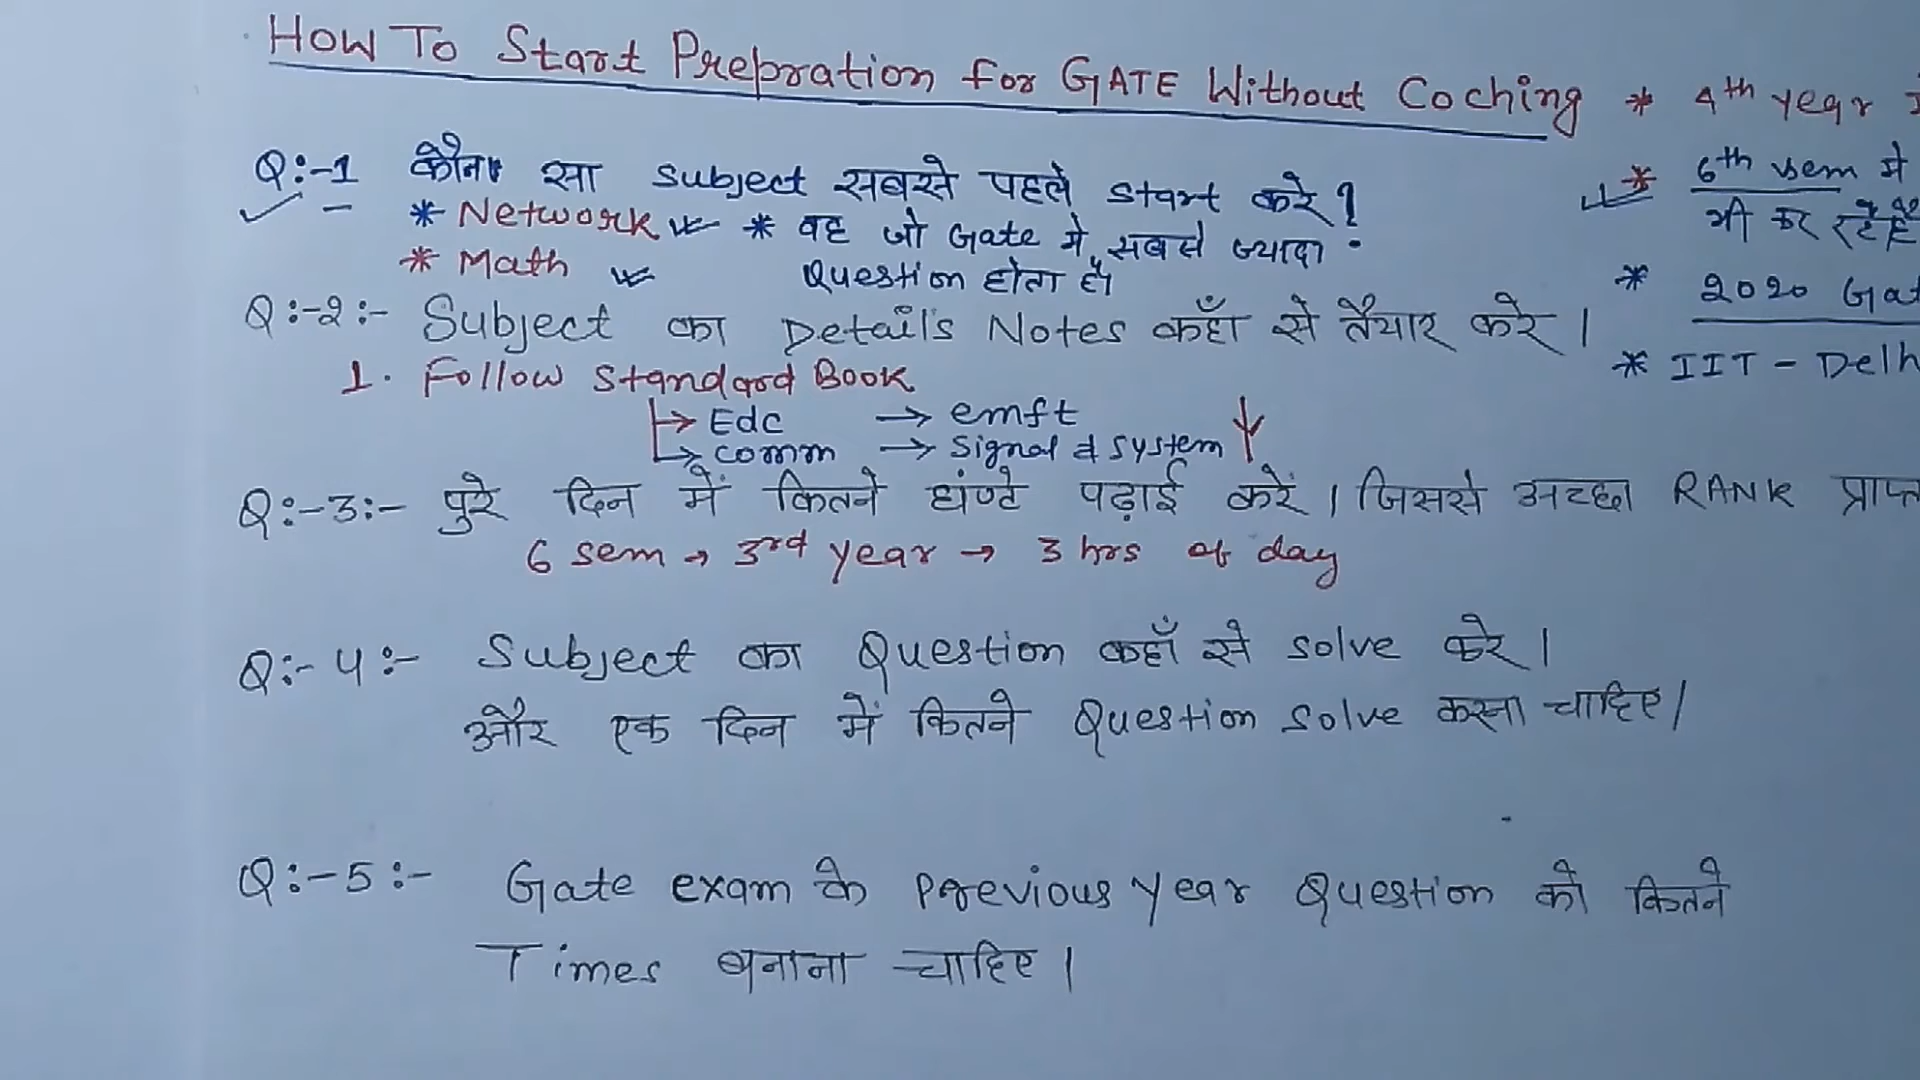 HOW To Start Prepration for GATE Without Coching * 4th year
Q:-1 कौन सा subject सबसे पहले start करे ?
* Network * वह जो Gate मे सबसे ज्यादा
* Math Question होता है
* 6th sem मे
भी कर रहे है
* 2020 Gat
* IIT - Delh
Q:-2:- Subject का Details Notes कहाँ से तैयार करे |
1. Follow Standard Book
→ Edc → emft
→ comm → Signal & System
Q:-3:- पुरे दिन में कितने घंण्टे पढ़ाई करें | जिससे अच्छा RANK प्राप्त
6 sem → 3rd year → 3 hrs of day
Q:-4:- Subject का Question कहाँ से solve करे |
और एक दिन में कितने Question solve करना चाहिए |
Q:-5:- Gate exam के Previous year Question को कितने
Times बनाना चाहिए |